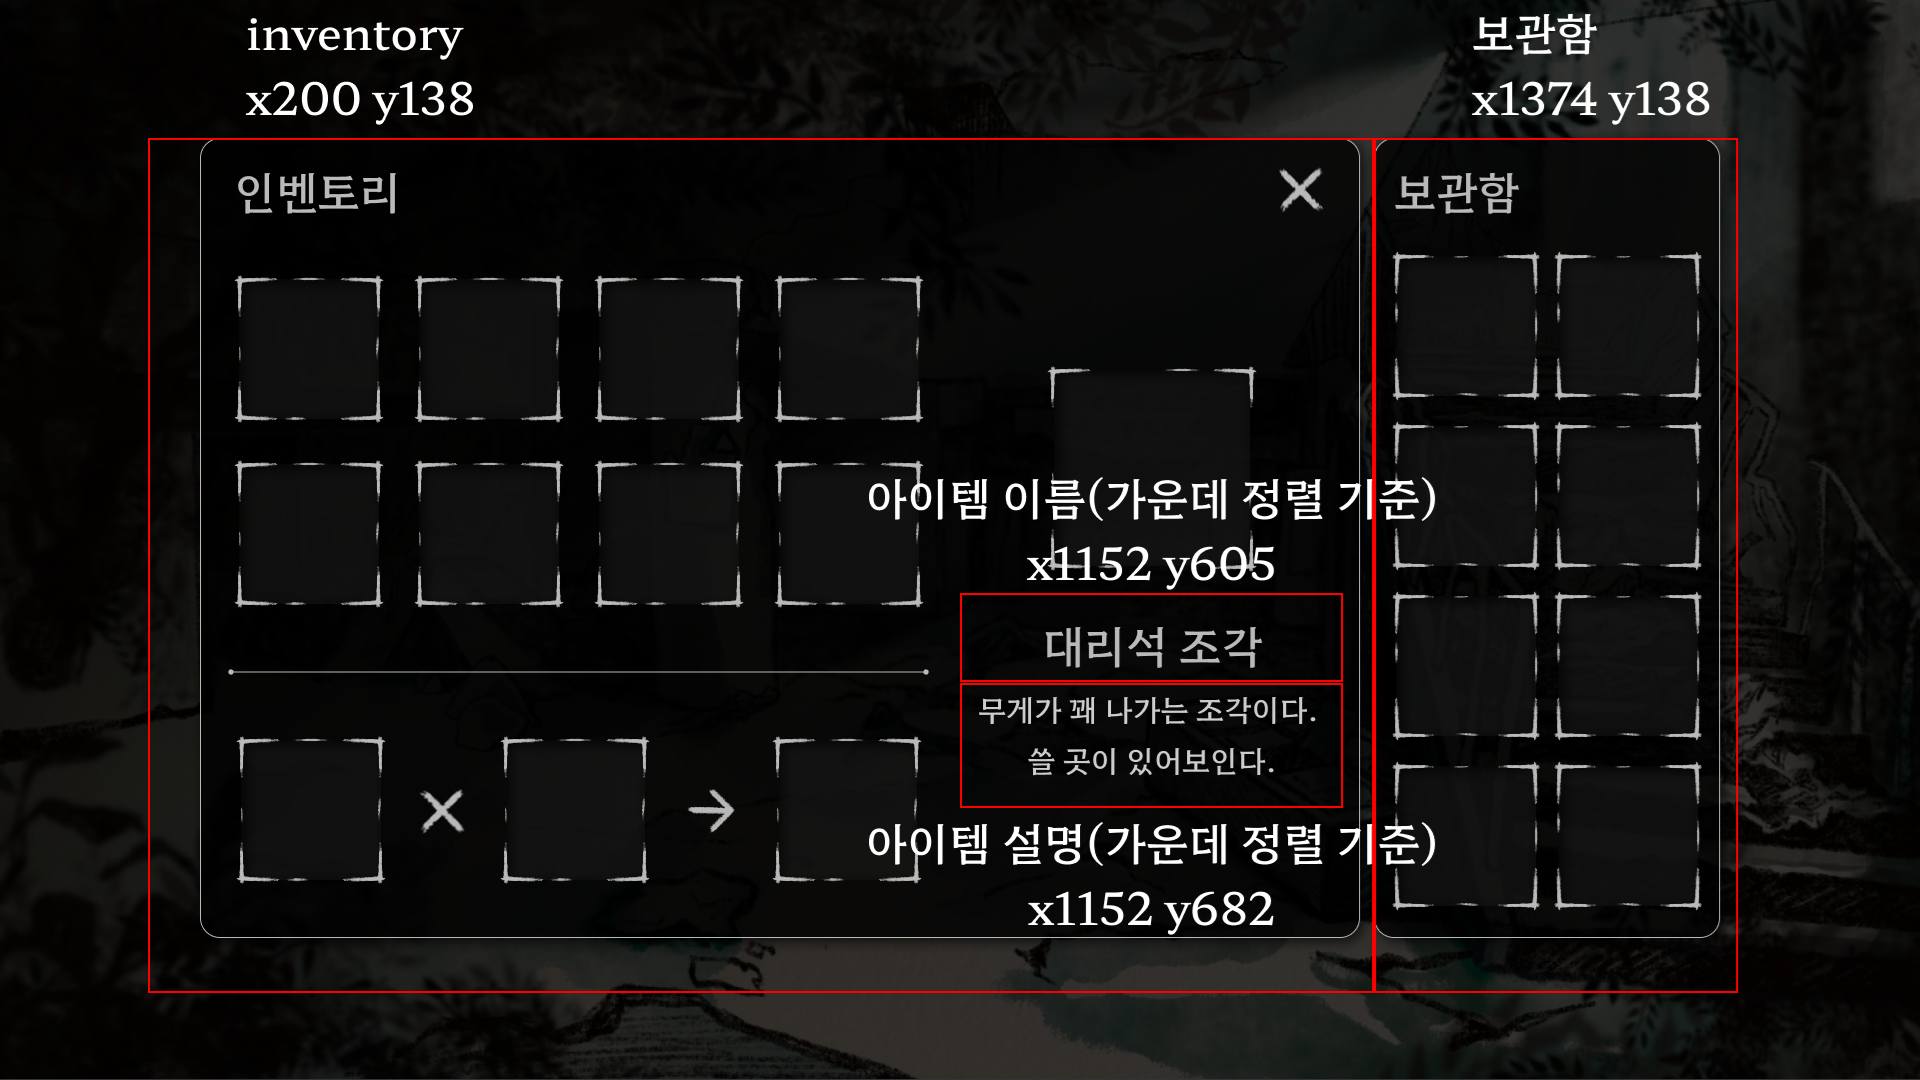 inventory
x200 y138
보관함
x1374 y138
인벤토리
보관함
아이템 이름(가운데 정렬 기준)
x1152 y605
대리석 조각
무게가 꽤 나가는 조각이다.
쓸 곳이 있어보인다.
아이템 설명(가운데 정렬 기준)
x1152 y682